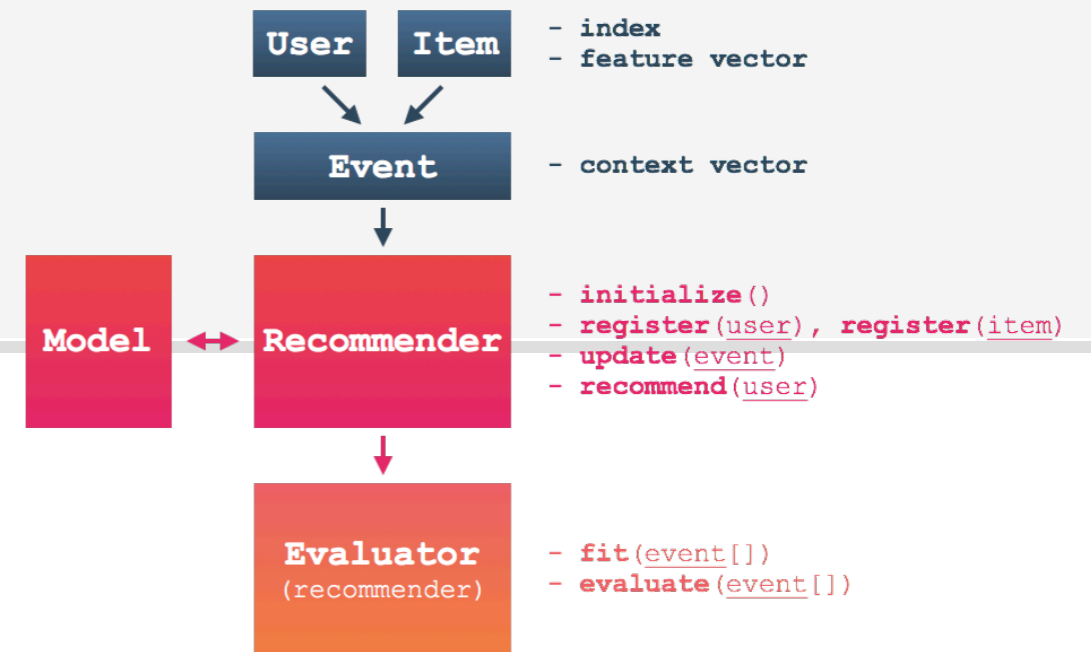 User Item - index
- feature vector
Event - context vector
- initialize()
- register(user), register(item)
Model Recommender
- update(event)
- recommend(user)
Evaluator
(recommender)
- fit(event[])
- evaluate(event[])